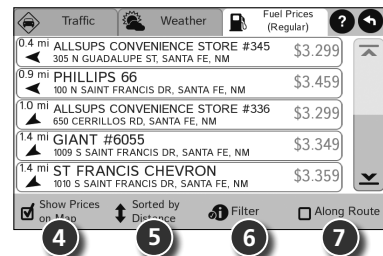 Traffic
Weather
Fuel Prices
(Regular)
?
0.4 mi ALLSUPS CONVENIENCE STORE #345 $3.299
305 N GUADALUPE ST, SANTA FE, NM
0.9 mi PHILLIPS 66 $3.459
100 N SAINT FRANCIS DR, SANTA FE, NM
1.0 mi ALLSUPS CONVENIENCE STORE #336 $3.299
650 CERRILLOS RD, SANTA FE, NM
1.4 mi GIANT #6055 $3.349
1009 S SAINT FRANCIS DR, SANTA FE, NM
1.4 mi ST FRANCIS CHEVRON $3.359
1010 S SAINT FRANCIS DR, SANTA FE, NM
Show Prices
on Map
Sorted by
Distance
Filter
Along Route
4 5 6 7